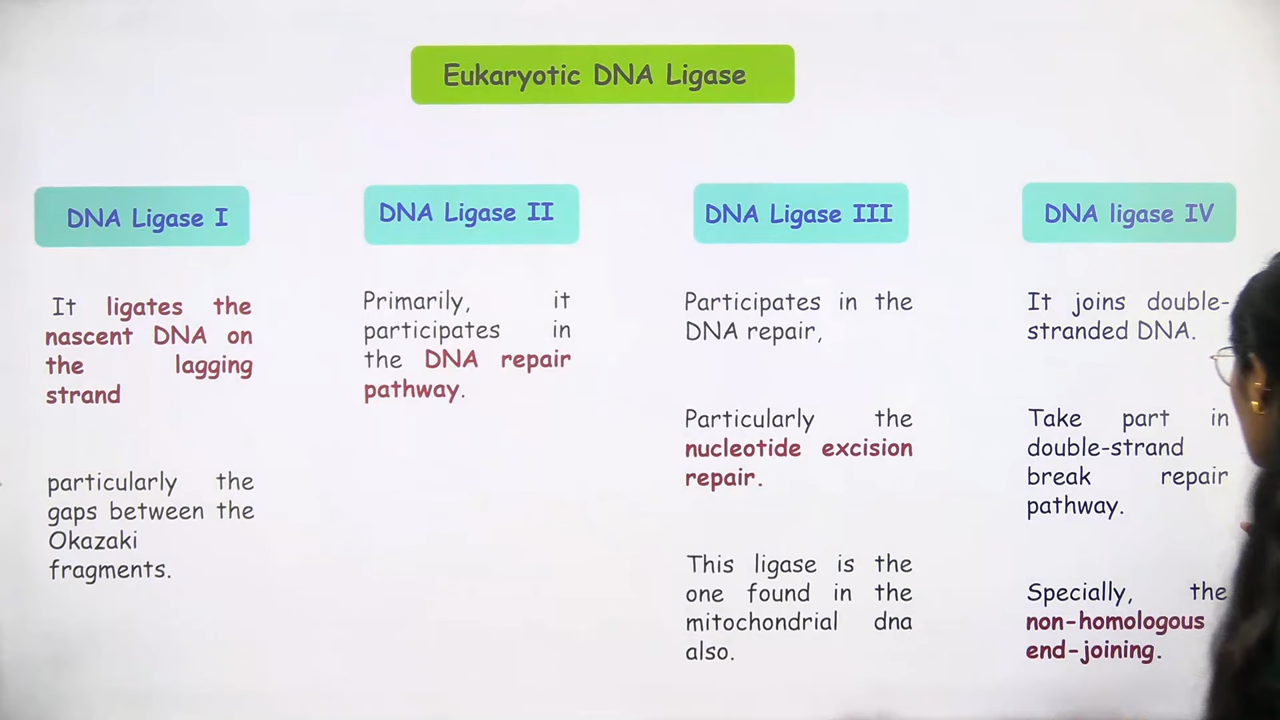 Eukaryotic DNA Ligase
DNA Ligase I
It ligates the
nascent DNA on
the lagging
strand
particularly the
gaps between the
Okazaki
fragments.
DNA Ligase II
Primarily, it
participates in
the DNA repair
pathway.
DNA Ligase III
Participates in the
DNA repair,
Particularly the
nucleotide excision
repair.
This ligase is the
one found in the
mitochondrial dna
also.
DNA ligase IV
It joins double-
stranded DNA.
Take part in
double-strand
break repair
pathway.
Specially, the
non-homologous
end-joining.